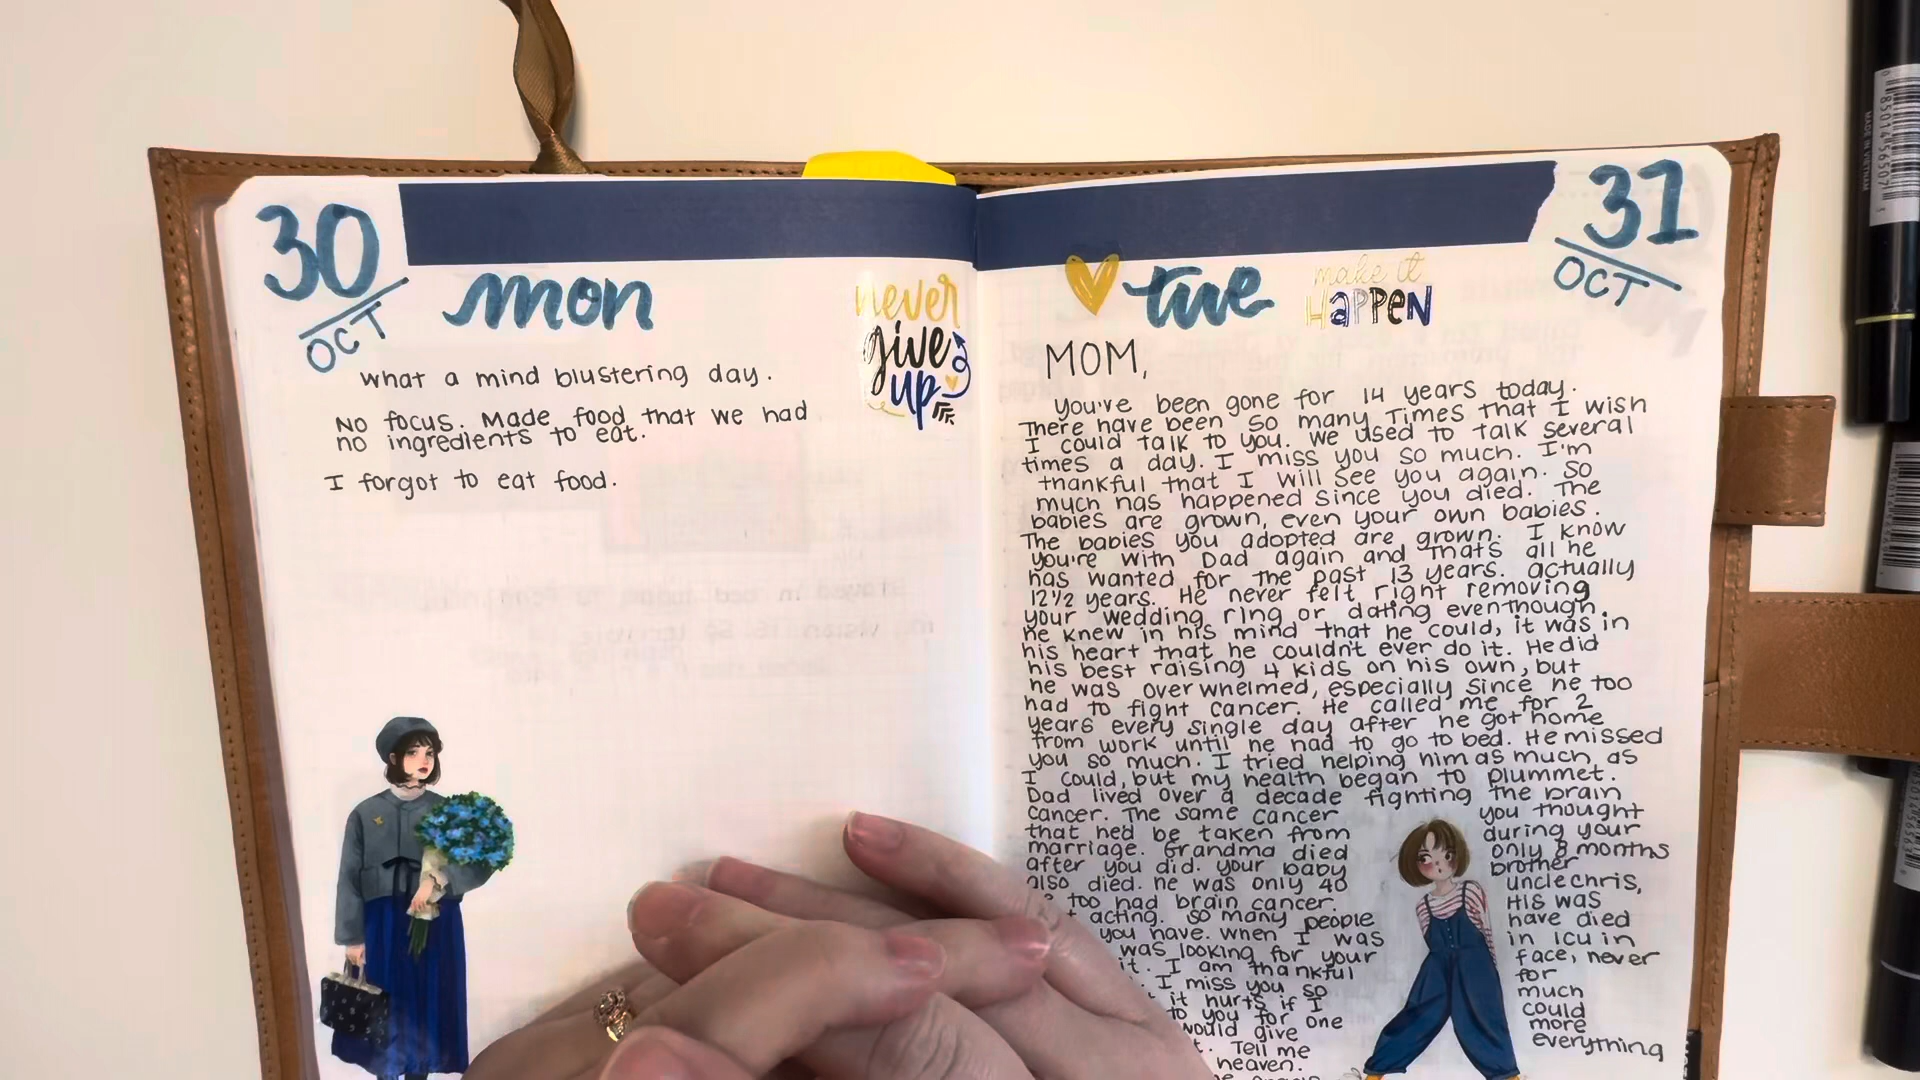 30
OCT
mon
never
give
up
What a mind blustering day.
No focus. Made food that we had
no ingredients to eat.
I forgot to eat food.
tue
make it
HAPPEN
31
OCT
MOM,
You've been gone for 14 years today.
There have been so many times that I wish
I could talk to you. We used to talk several
times a day. I miss you so much. I'm
thankful that I will see you again. So
much has happened since you died. The
babies are grown, even your own babies.
The babies you adopted are grown. I know
you're with Dad again and that's all he
has wanted for the past 13 years. actually
12 1/2 years. He never felt right removing
your wedding ring or dating eventhough
he knew in his mind that he could, it was in
his heart that he couldn't ever do it. He did
his best raising 4 kids on his own, but
he was overwhelmed, especially since he too
had to fight cancer. He called me for 2
years every single day after he got home
from work until he had to go to bed. He missed
you so much. I tried helping him as much as
I could, but my health began to plummet.
Dad lived over a decade fighting the brain
cancer. The same cancer you thought
that he'd be taken from during your
marriage. Grandma died only 8 months
after you did. Your baby brother
also died. he was only 40 uncle Chris,
too had brain cancer. His was
acting. So many people have died
you have. When I was in icu in
was looking for your face, never
it. I am thankful for
I miss you so much
it hurts if I could
to you for one more
would give everything
Tell me
heaven.
MADE IN VIETNAM